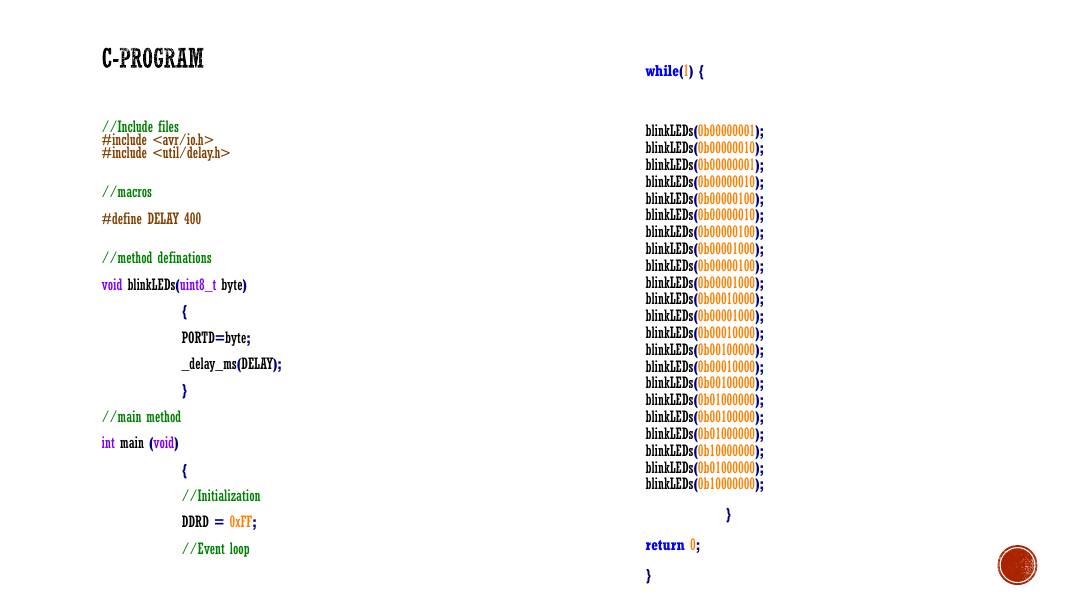 C-PROGRAM
//Include files
#include <avr/io.h>
#include <util/delay.h>
//macros
#define DELAY 400
//method definations
void blinkLEDs(uint8_t byte)
{
PORTD=byte;
_delay_ms(DELAY);
}
//main method
int main (void)
{
//Initialization
DDRD = 0xFF;
//Event loop
while(1) {
blinkLEDs(0b00000001);
blinkLEDs(0b00000010);
blinkLEDs(0b00000001);
blinkLEDs(0b00000010);
blinkLEDs(0b00000100);
blinkLEDs(0b00000010);
blinkLEDs(0b00000100);
blinkLEDs(0b00001000);
blinkLEDs(0b00000100);
blinkLEDs(0b00001000);
blinkLEDs(0b00010000);
blinkLEDs(0b00001000);
blinkLEDs(0b00010000);
blinkLEDs(0b00100000);
blinkLEDs(0b00010000);
blinkLEDs(0b00100000);
blinkLEDs(0b01000000);
blinkLEDs(0b00100000);
blinkLEDs(0b01000000);
blinkLEDs(0b10000000);
blinkLEDs(0b01000000);
blinkLEDs(0b10000000);
}
return 0;
}